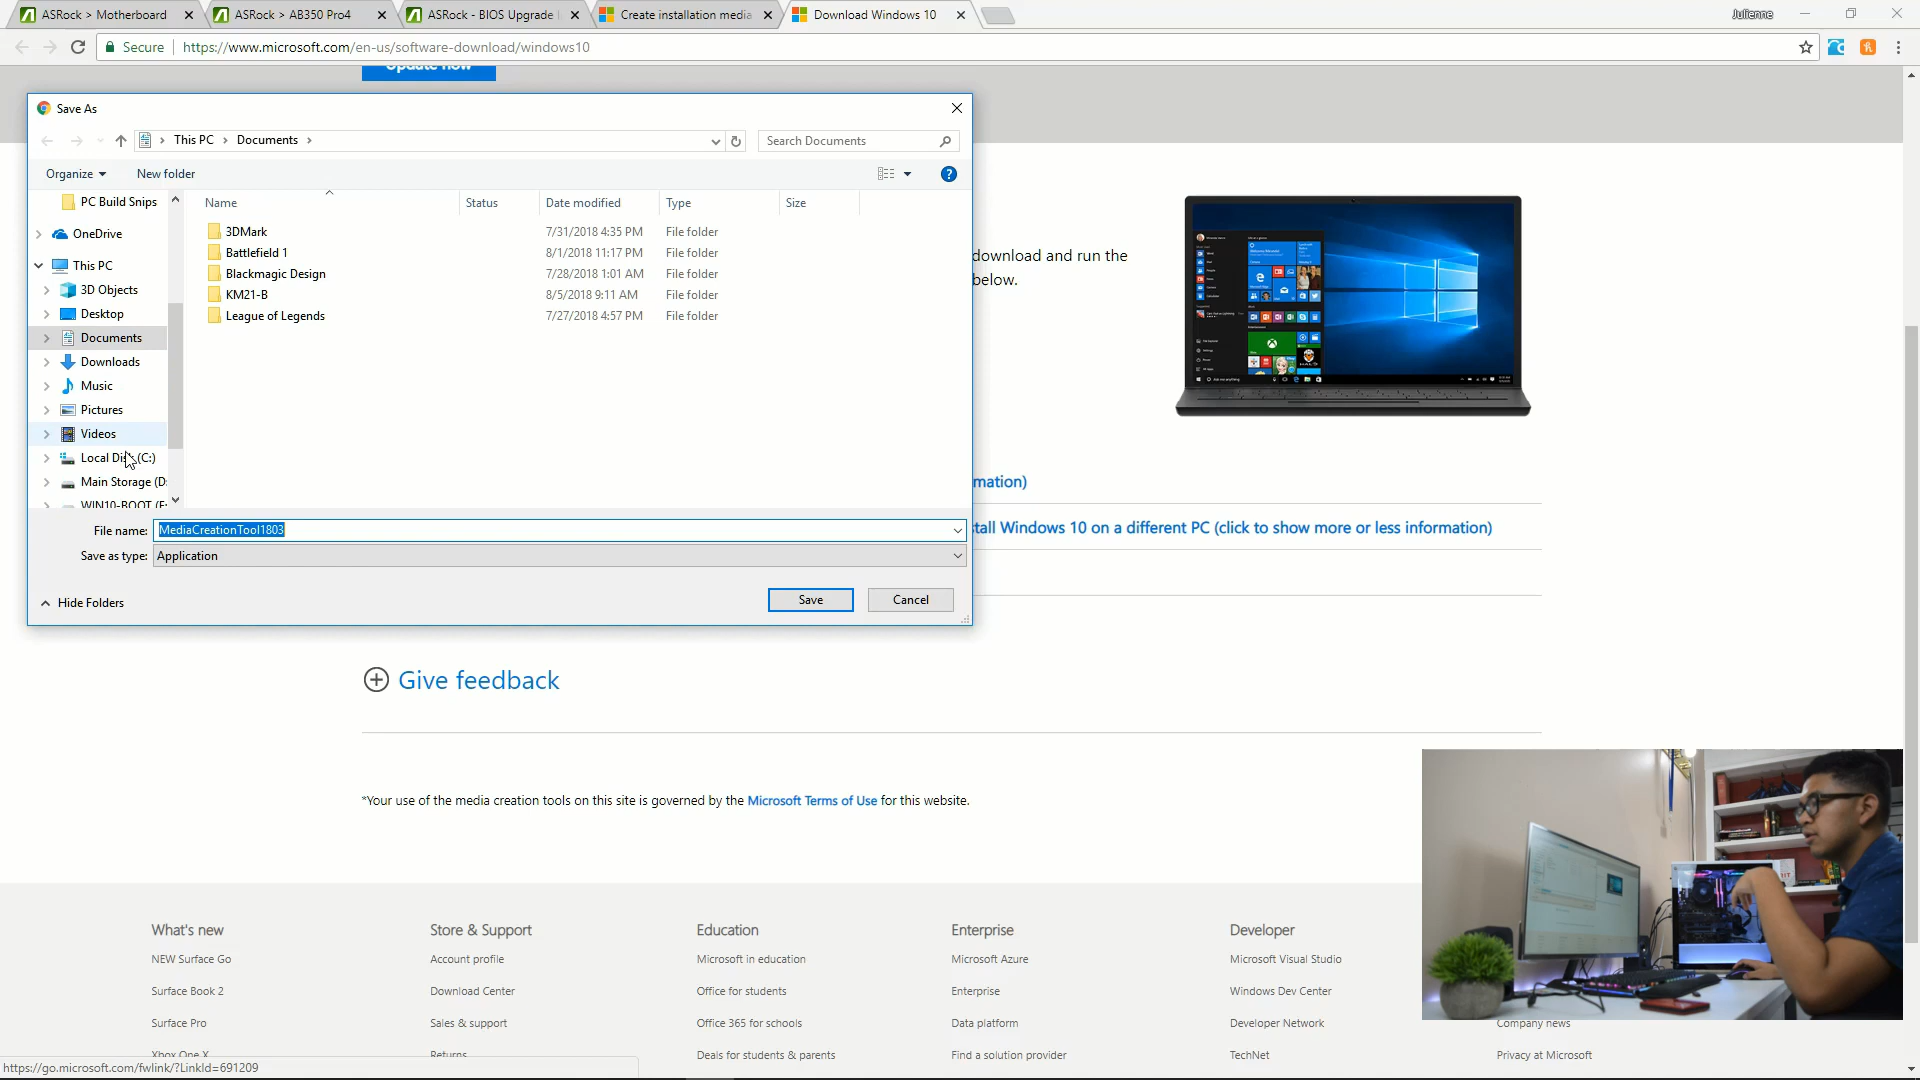 ASRock > Motherboard
ASRock > AB350 Pro4
ASRock - BIOS Upgrade
Create installation media
Download Windows 10
Julienne
Secure
https://www.microsoft.com/en-us/software-download/windows10
Update now
Save As
This PC > Documents >
Search Documents
Organize
New folder
Name
Status
Date modified
Type
Size
PC Build Snips
OneDrive
This PC
3D Objects
Desktop
Documents
Downloads
Music
Pictures
Videos
Local Disk (C:)
Main Storage (D:
WIN10-BOOT (E:
3DMark 7/31/2018 4:35 PM File folder
Battlefield 1 8/1/2018 11:17 PM File folder
Blackmagic Design 7/28/2018 1:01 AM File folder
KM21-B 8/5/2018 9:11 AM File folder
League of Legends 7/27/2018 4:57 PM File folder
File name: MediaCreationTool1803
Save as type: Application
Hide Folders
Save
Cancel
download and run the
below.
mation)
tall Windows 10 on a different PC (click to show more or less information)
Give feedback
*Your use of the media creation tools on this site is governed by the Microsoft Terms of Use for this website.
What's new
NEW Surface Go
Surface Book 2
Surface Pro
Xbox One X
Store & Support
Account profile
Download Center
Sales & support
Returns
Education
Microsoft in education
Office for students
Office 365 for schools
Deals for students & parents
Enterprise
Microsoft Azure
Enterprise
Data platform
Find a solution provider
Developer
Microsoft Visual Studio
Windows Dev Center
Developer Network
TechNet
Company news
Privacy at Microsoft
https://go.microsoft.com/fwlink/?LinkId=691209